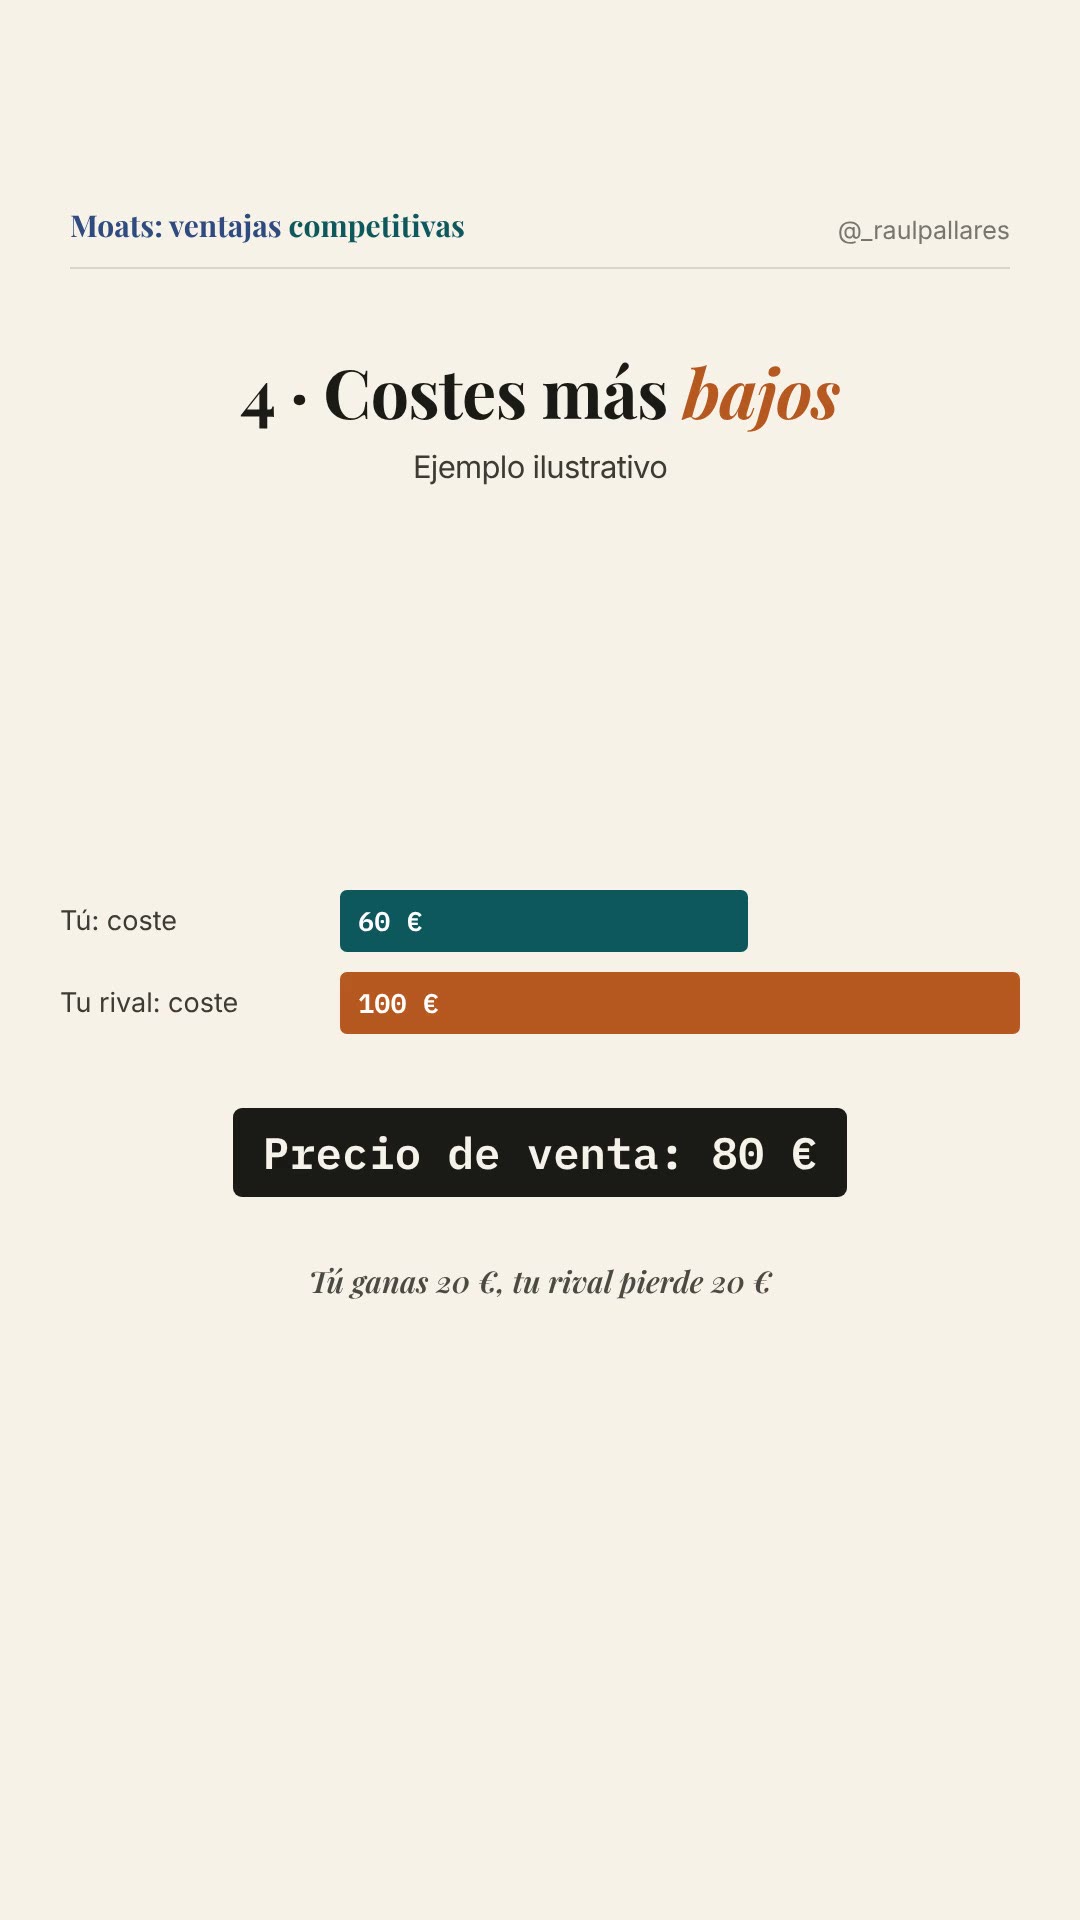 Moats: ventajas competitivas
@_raulpallares
4 · Costes más bajos
Ejemplo ilustrativo
Tú: coste
60 €
Tu rival: coste
100 €
Precio de venta: 80 €
Tú ganas 20 €, tu rival pierde 20 €